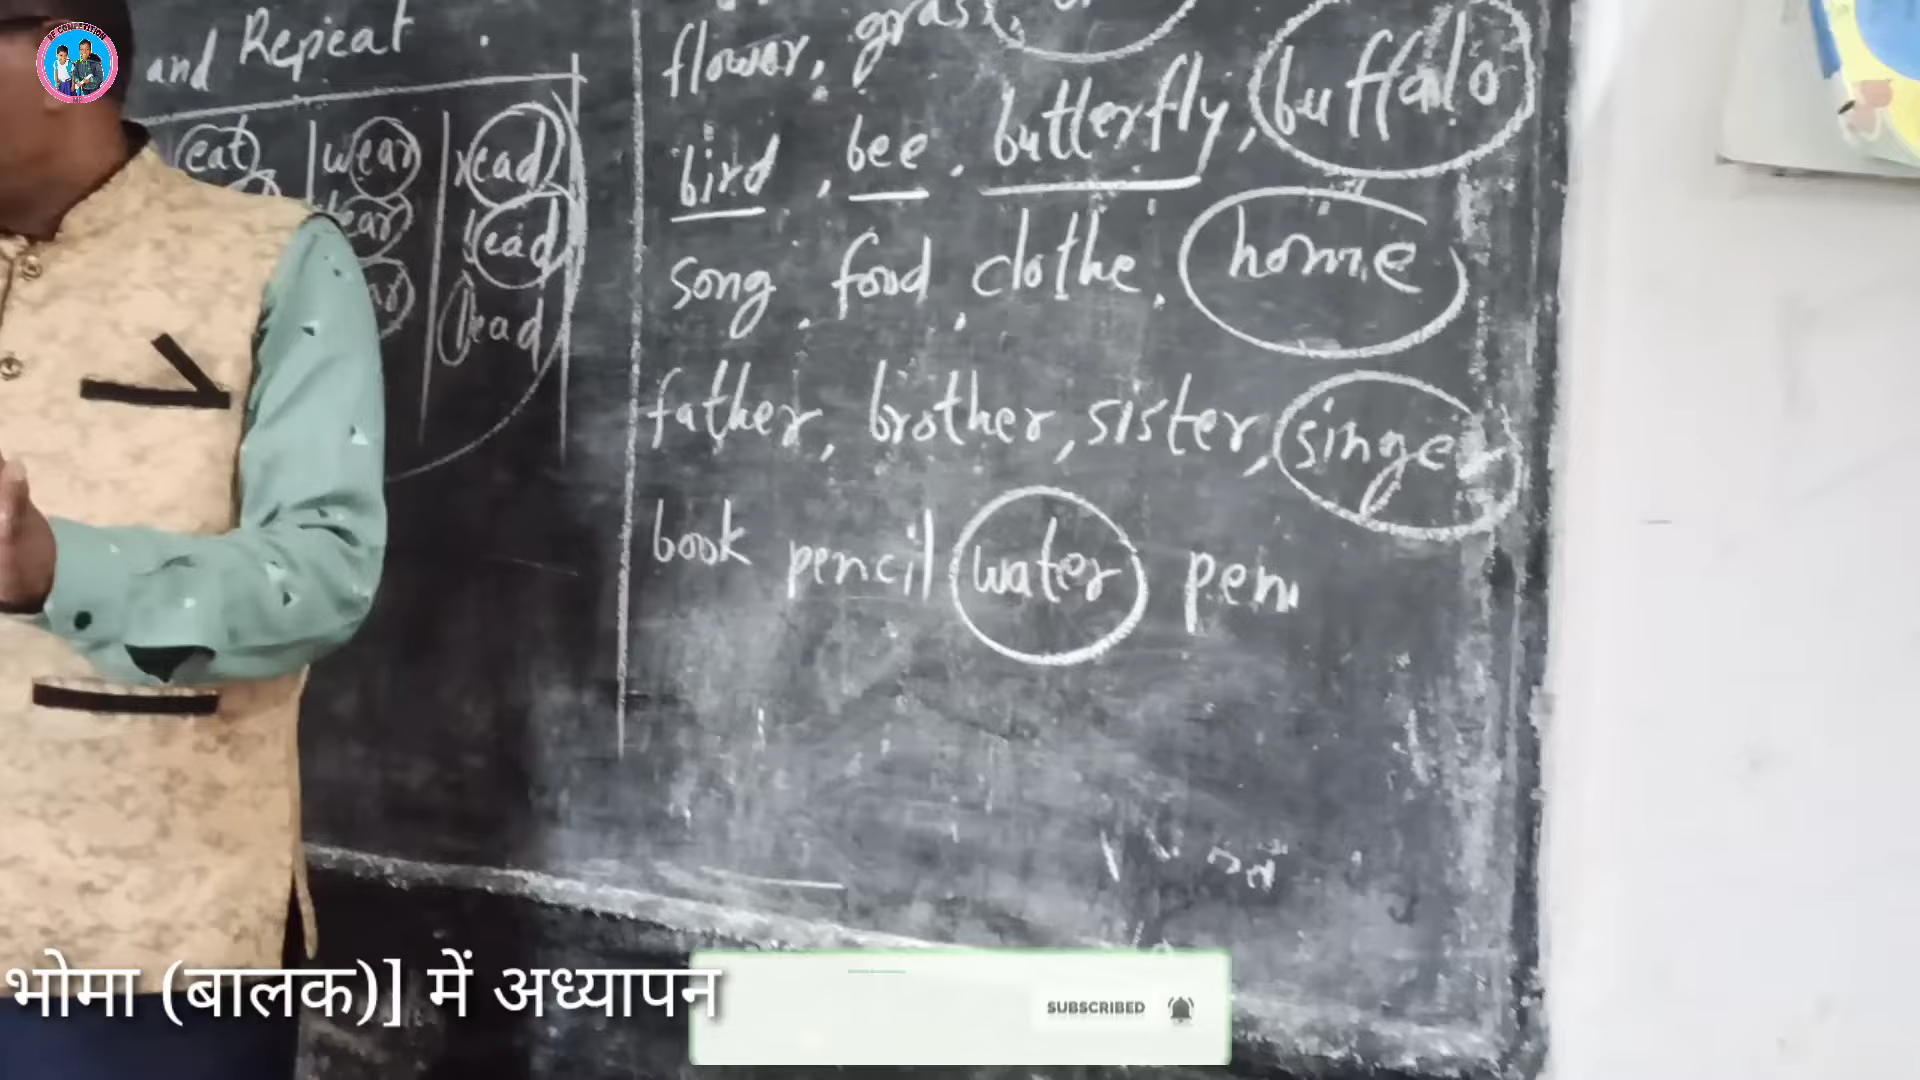 and Repeat
eat wear read
ear lead
head
flower, grass,
bird, bee, butterfly, buffalo
song, food, clothe, home
father, brother, sister, singer
book pencil water pen
भोमा (बालक)] में अध्यापन
SUBSCRIBED